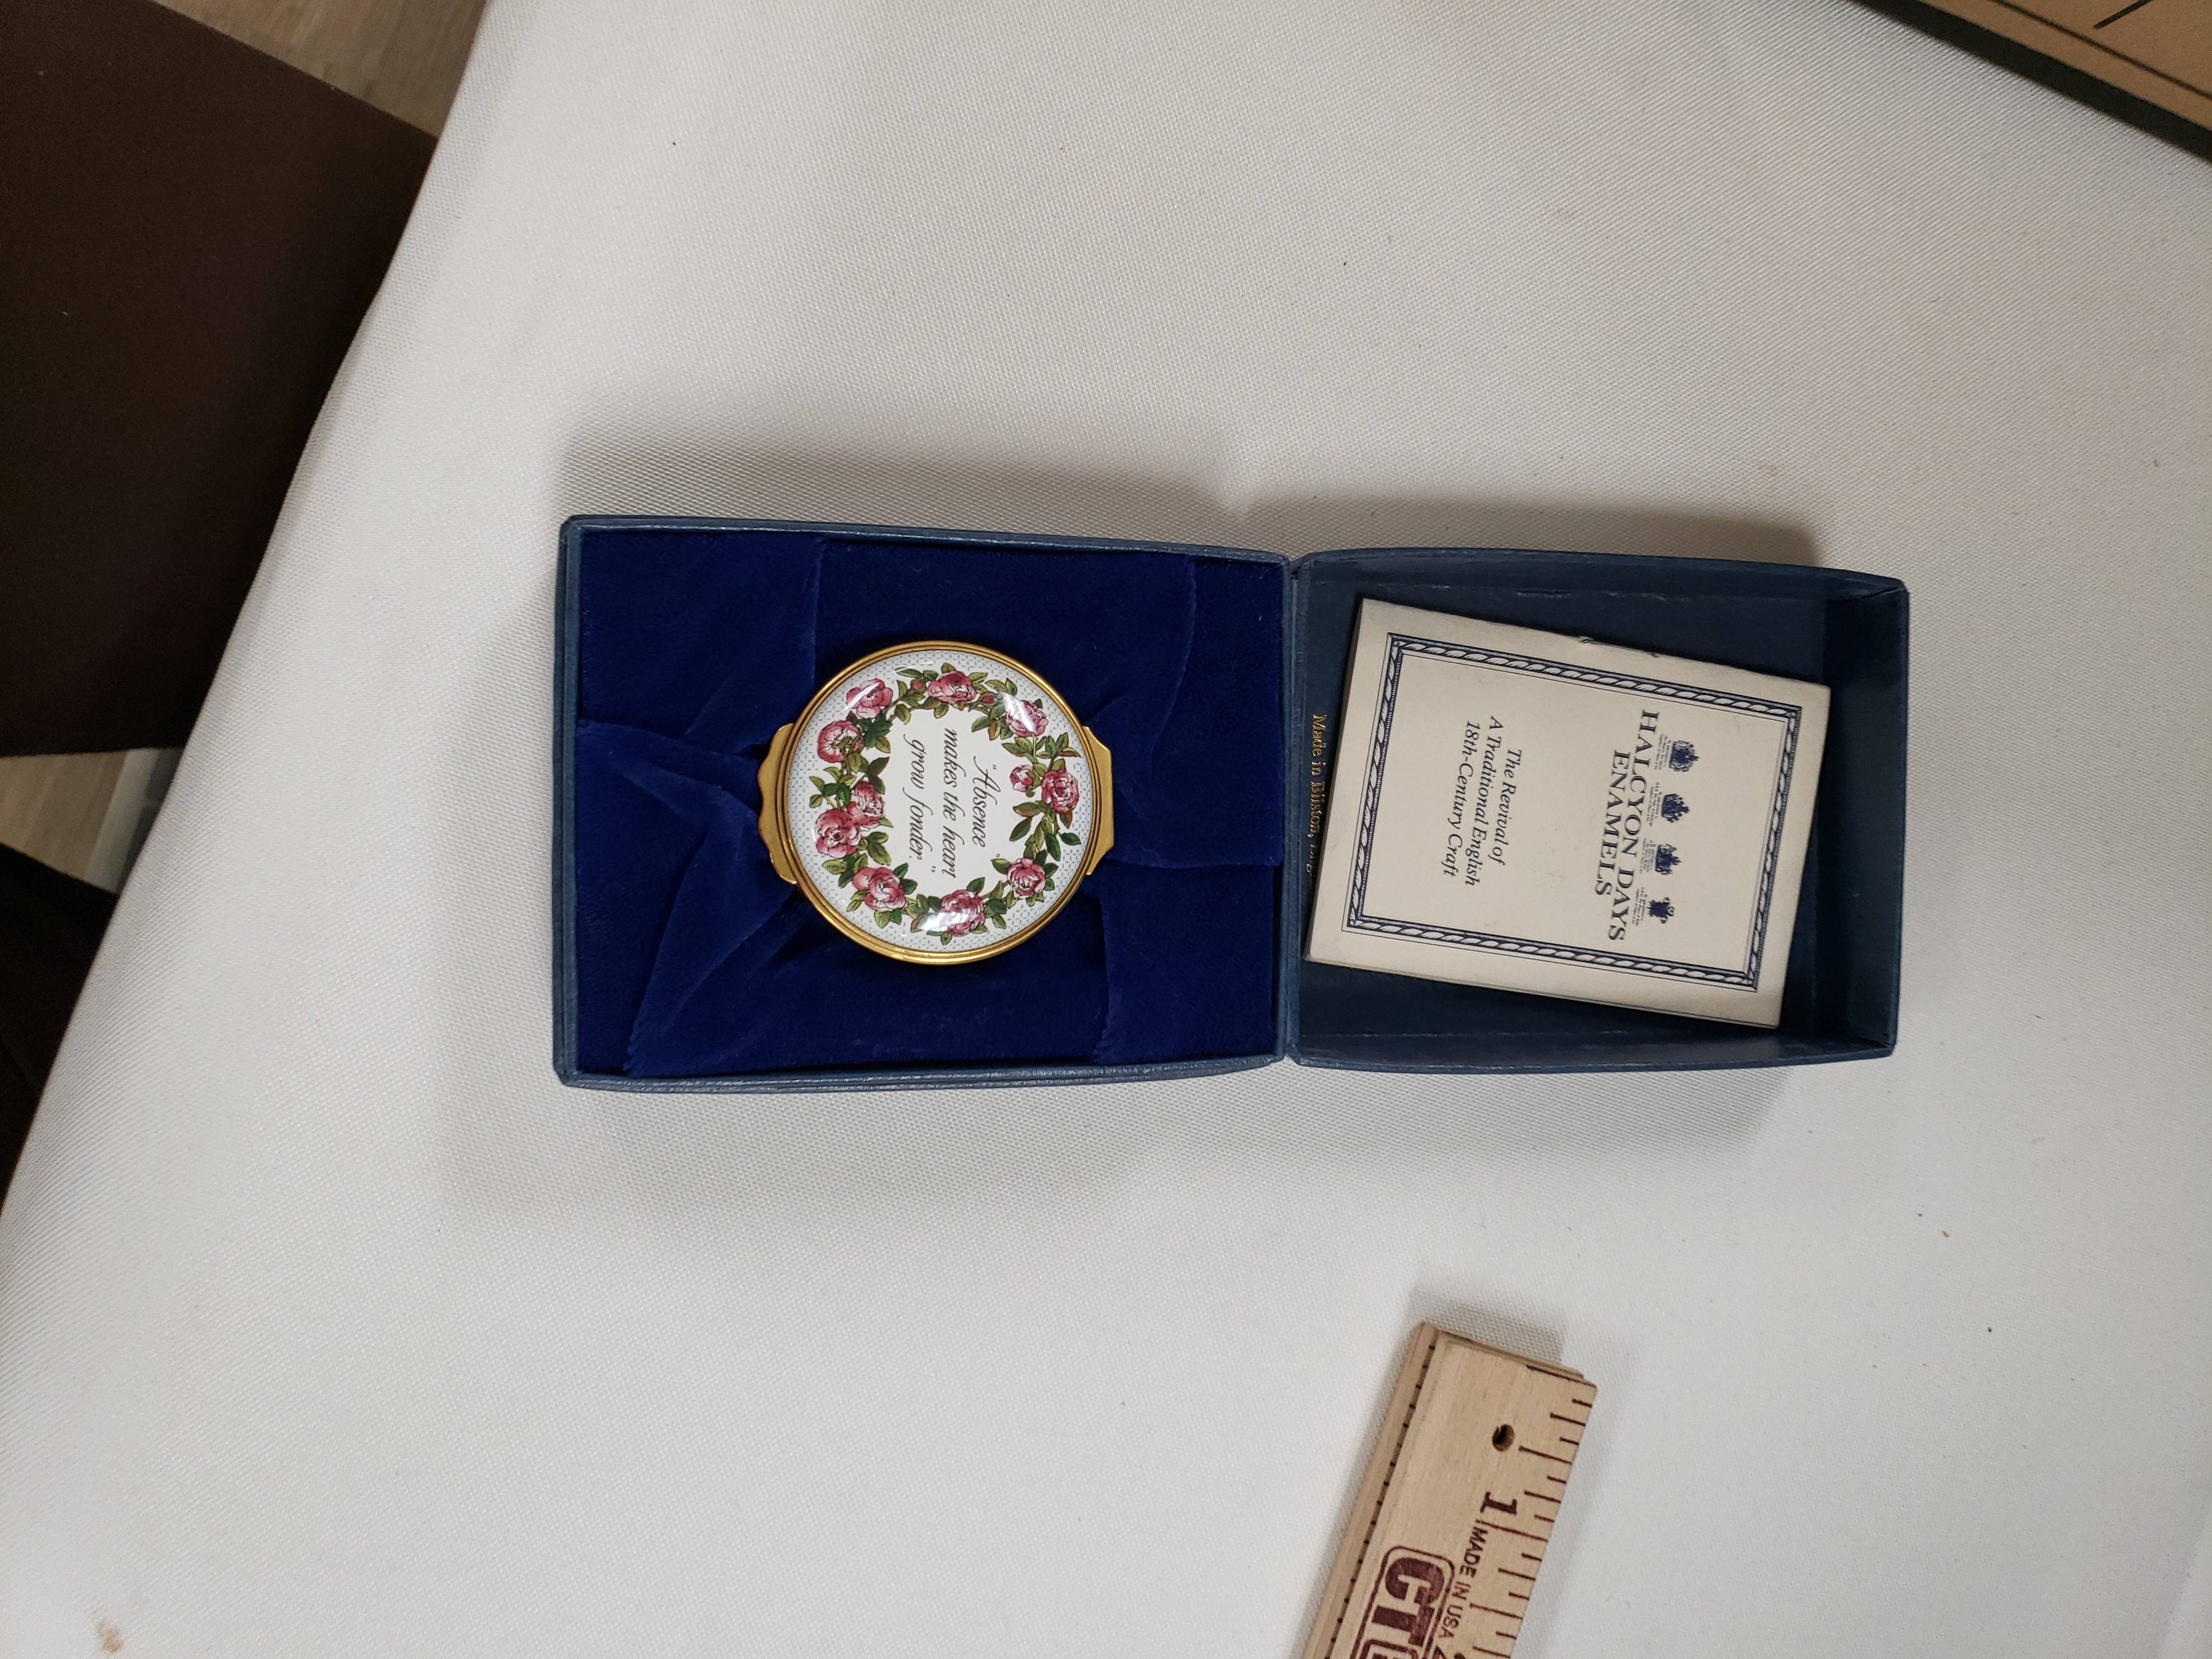 "Absence
makes the heart
grow fonder."
HALCYON DAYS
ENAMELS
The Revival of
A Traditional English
18th-Century Craft
Made in Bilston,
1
MADE IN USA